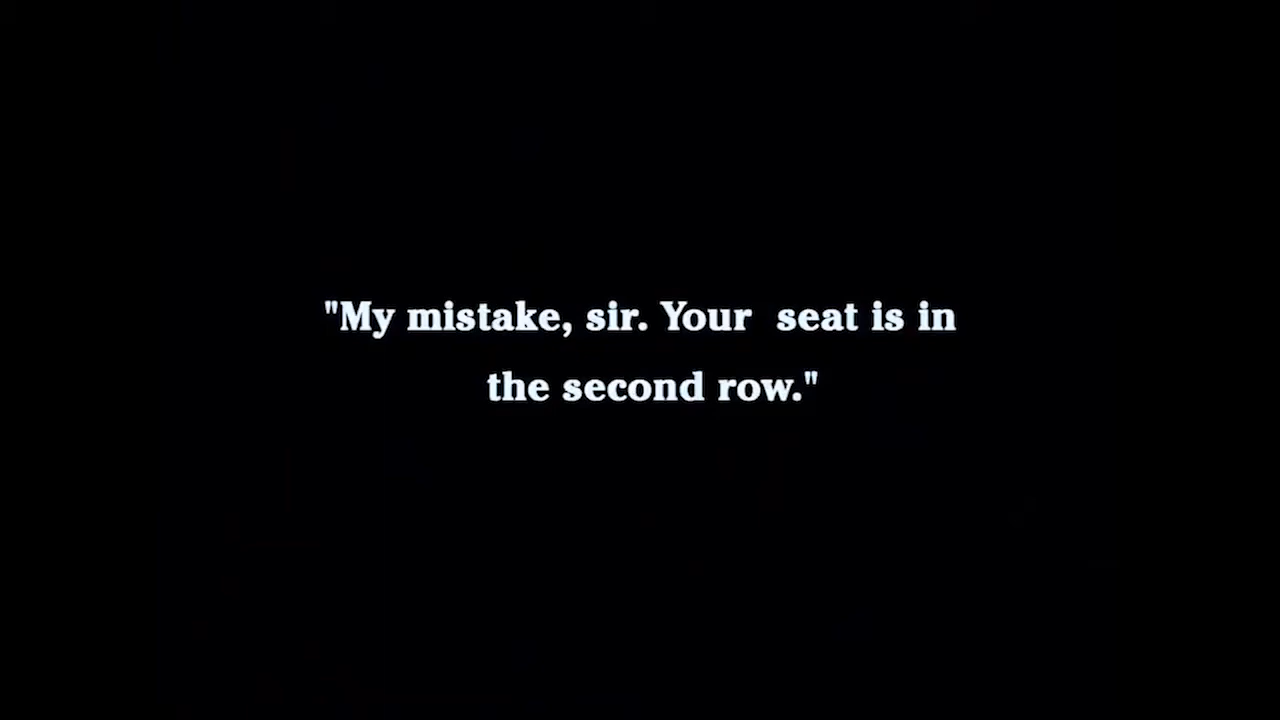 "My mistake, sir. Your  seat is in
the second row."